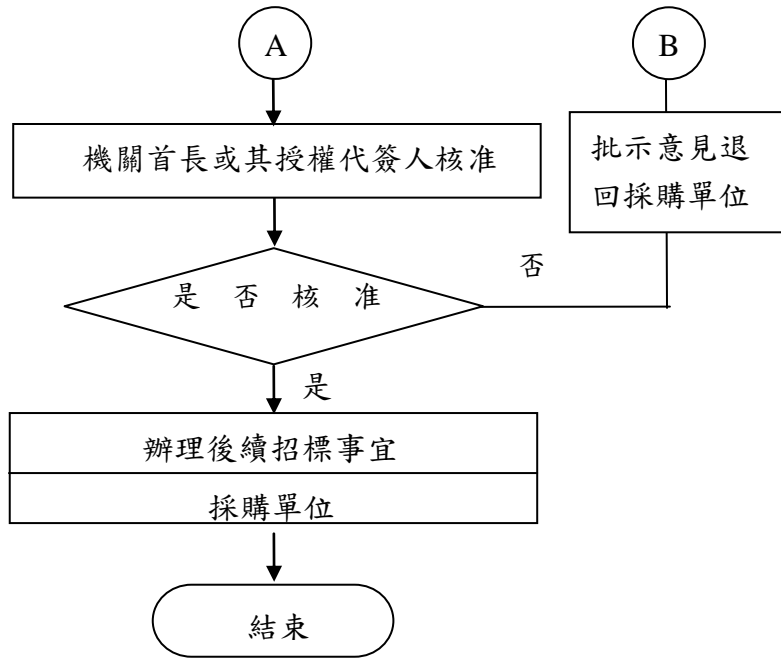 A
B
機關首長或其授權代簽人核准
批示意見退
回採購單位
否
是 否 核 准
是
辦理後續招標事宜
採購單位
結束